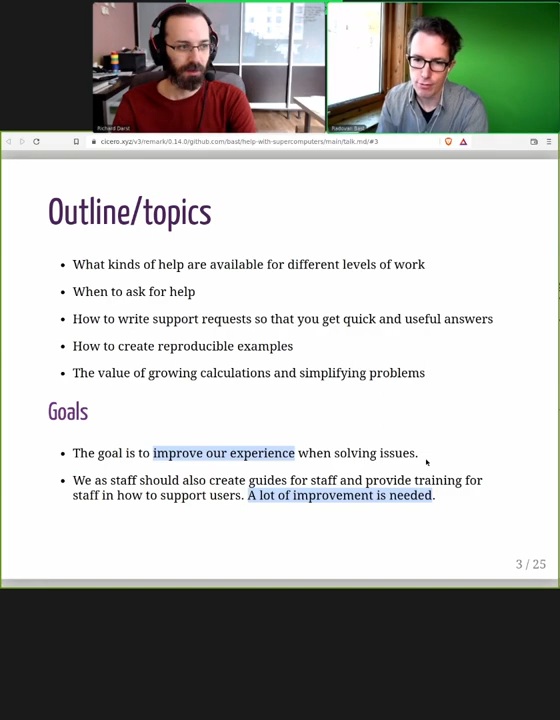 Richard Darst
Radovan Bast
cicero.xyz/v3/remark/0.14.0/github.com/bast/help-with-supercomputers/main/talk.md/#3
Outline/topics
• What kinds of help are available for different levels of work
• When to ask for help
• How to write support requests so that you get quick and useful answers
• How to create reproducible examples
• The value of growing calculations and simplifying problems
Goals
• The goal is to improve our experience when solving issues.
• We as staff should also create guides for staff and provide training for
staff in how to support users. A lot of improvement is needed.
3 / 25